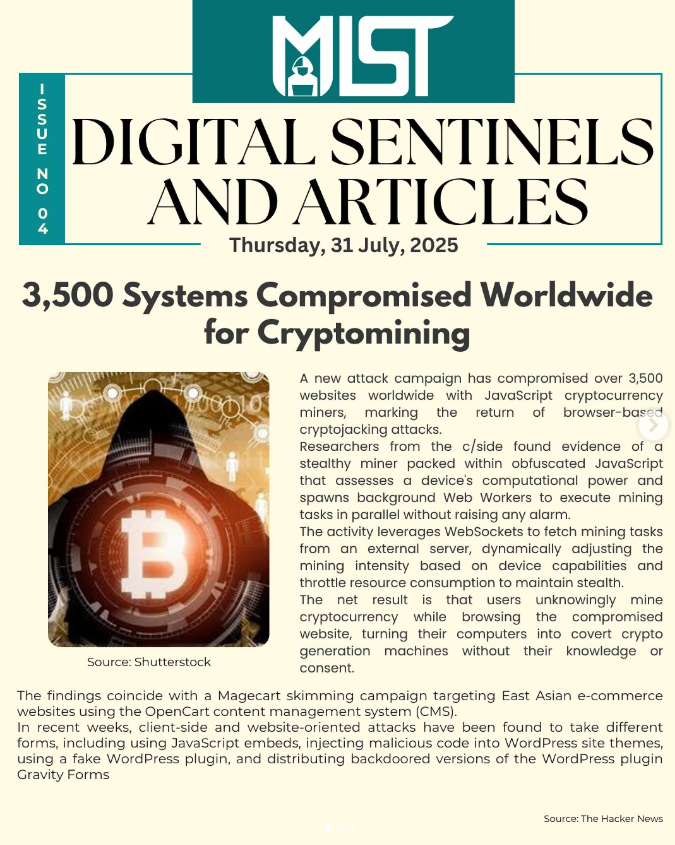 MIST
ISSUE NO 04
DIGITAL SENTINELS
AND ARTICLES
Thursday, 31 July, 2025
3,500 Systems Compromised Worldwide
for Cryptomining
A new attack campaign has compromised over 3,500
websites worldwide with JavaScript cryptocurrency
miners, marking the return of browser-based
cryptojacking attacks.
Researchers from the c/side found evidence of a
stealthy miner packed within obfuscated JavaScript
that assesses a device's computational power and
spawns background Web Workers to execute mining
tasks in parallel without raising any alarm.
The activity leverages WebSockets to fetch mining tasks
from an external server, dynamically adjusting the
mining intensity based on device capabilities and
throttle resource consumption to maintain stealth.
The net result is that users unknowingly mine
cryptocurrency while browsing the compromised
website, turning their computers into covert crypto
generation machines without their knowledge or
consent.
Source: Shutterstock
The findings coincide with a Magecart skimming campaign targeting East Asian e-commerce
websites using the OpenCart content management system (CMS).
In recent weeks, client-side and website-oriented attacks have been found to take different
forms, including using JavaScript embeds, injecting malicious code into WordPress site themes,
using a fake WordPress plugin, and distributing backdoored versions of the WordPress plugin
Gravity Forms
Source: The Hacker News